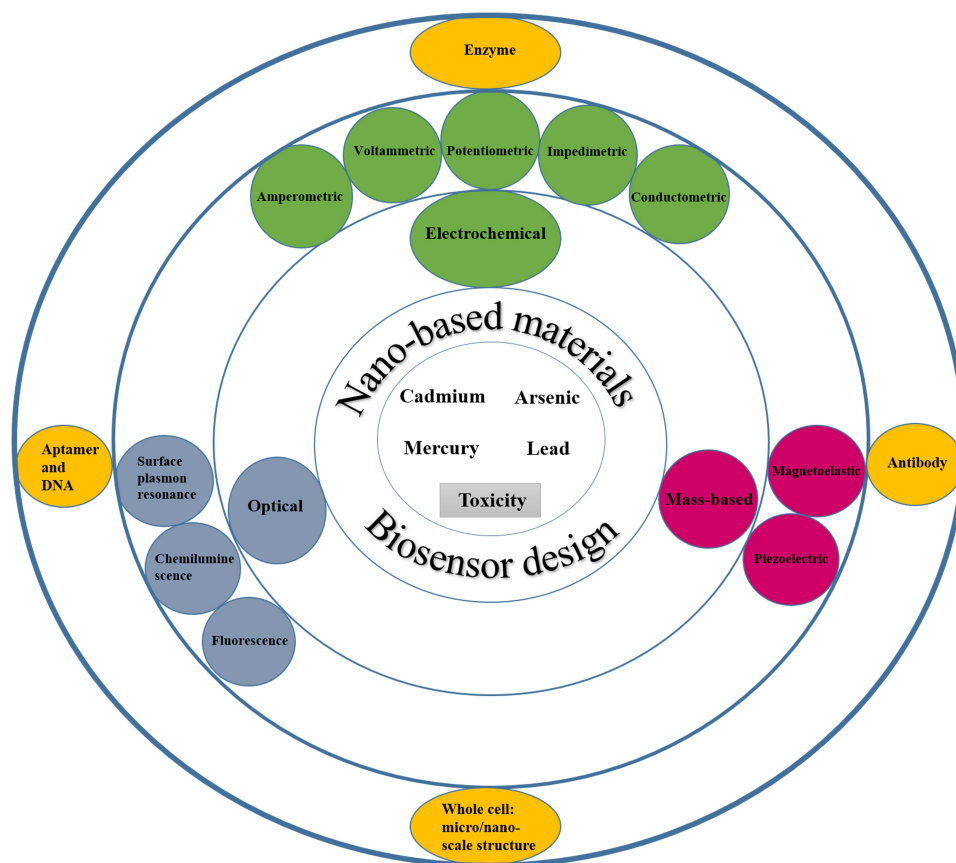 Enzyme
Voltammetric
Potentiometric
Impedimetric
Amperometric
Conductometric
Electrochemical
Nano-based materials
Cadmium
Arsenic
Mercury
Lead
Toxicity
Biosensor design
Aptamer
and
DNA
Surface
plasmon
resonance
Optical
Chemilumine
scence
Fluorescence
Mass-based
Magnetoelastic
Piezoelectric
Antibody
Whole cell:
micro/nano-
scale structure